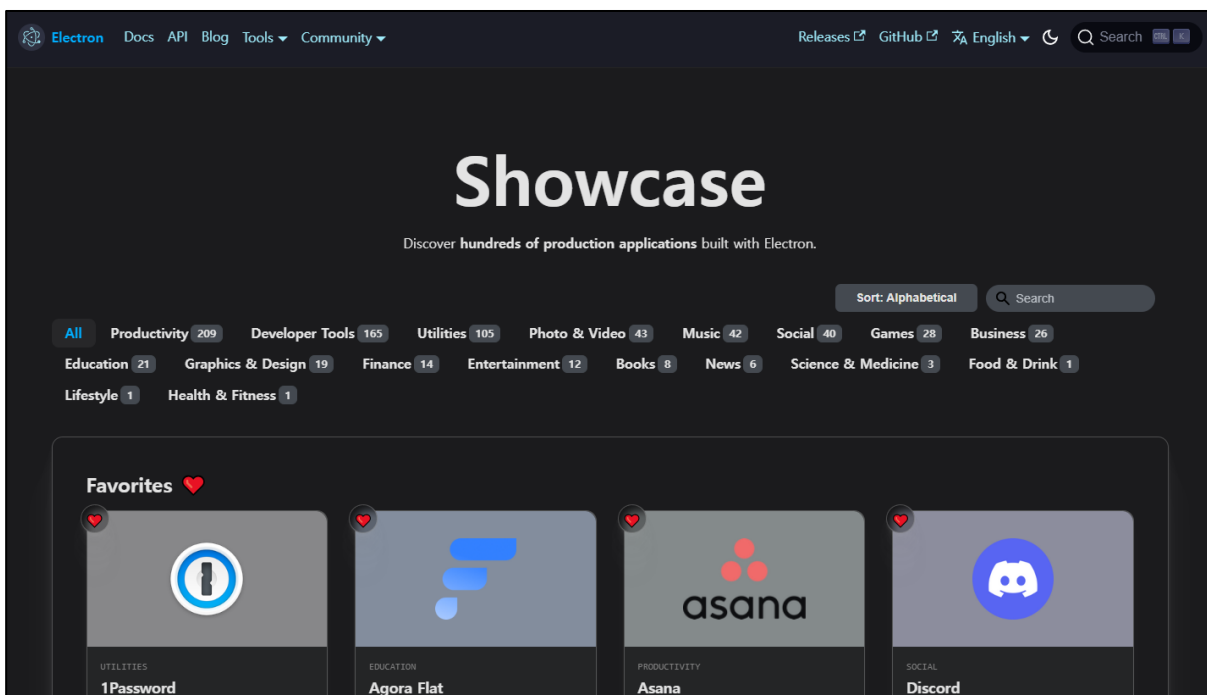 Electron Docs API Blog Tools Community Releases GitHub English Search CTRL K
Showcase
Discover hundreds of production applications built with Electron.
Sort: Alphabetical Search
All Productivity 209 Developer Tools 165 Utilities 105 Photo & Video 43 Music 42 Social 40 Games 28 Business 26
Education 21 Graphics & Design 19 Finance 14 Entertainment 12 Books 8 News 6 Science & Medicine 3 Food & Drink 1
Lifestyle 1 Health & Fitness 1
Favorites
asana
UTILITIES EDUCATION PRODUCTIVITY SOCIAL
1Password Agora Flat Asana Discord